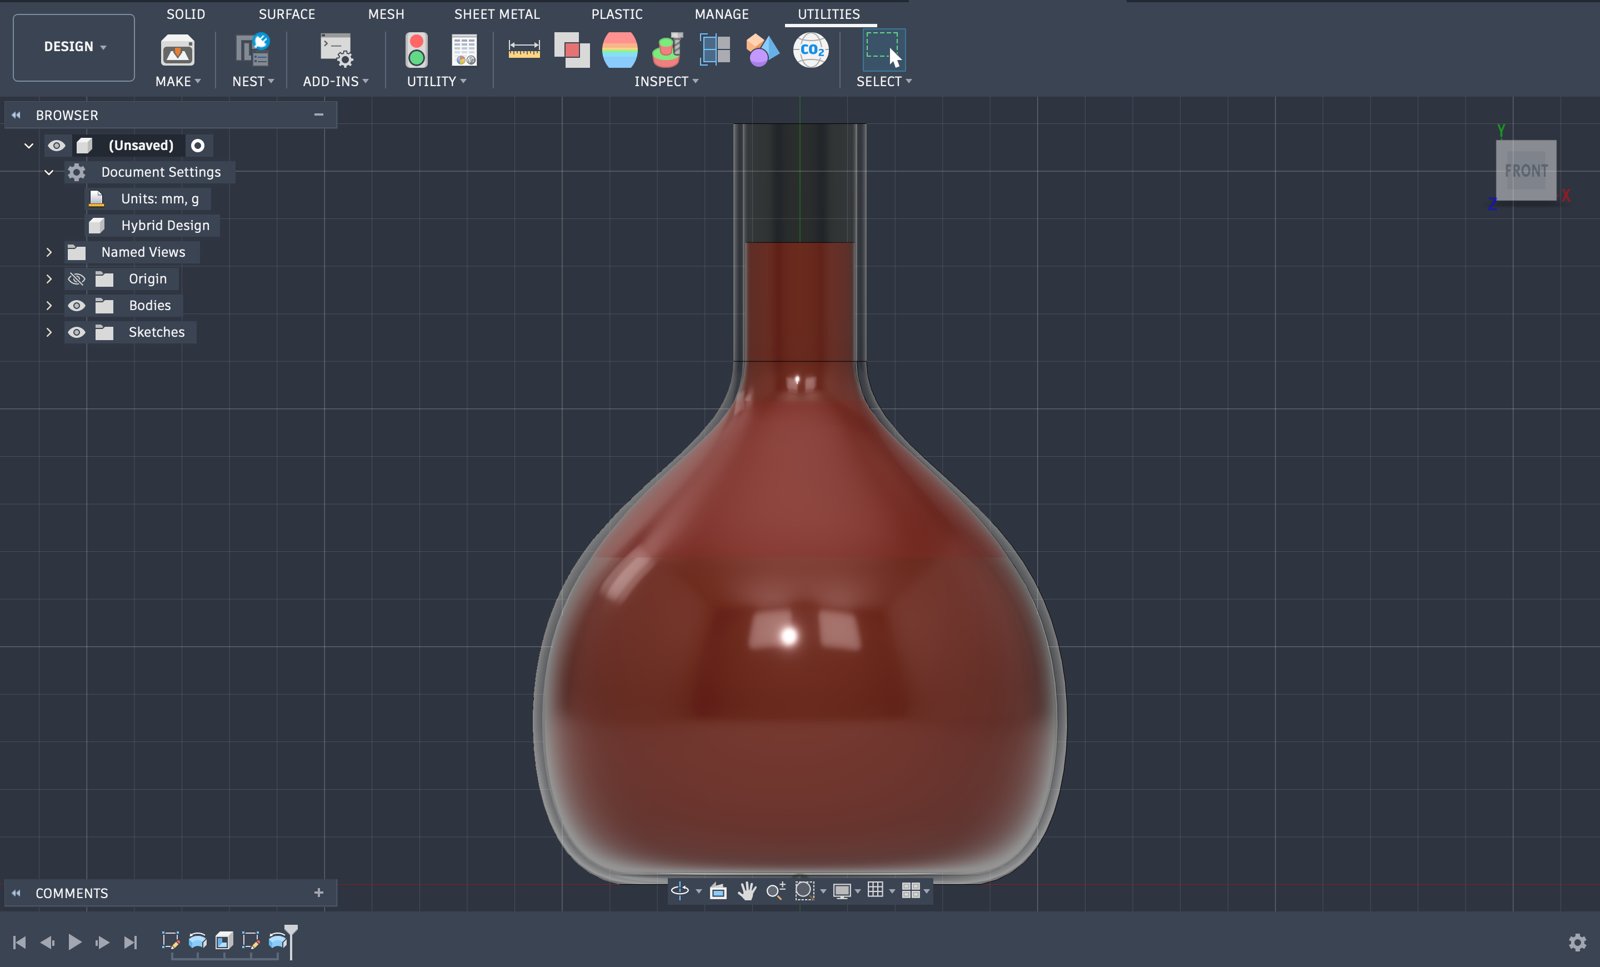 SOLID SURFACE MESH SHEET METAL PLASTIC MANAGE UTILITIES
DESIGN
CO₂
MAKE NEST ADD-INS UTILITY INSPECT SELECT
BROWSER
(Unsaved)
Document Settings
Units: mm, g
Hybrid Design
Named Views
Origin
Bodies
Sketches
Y
FRONT
X
Z
COMMENTS